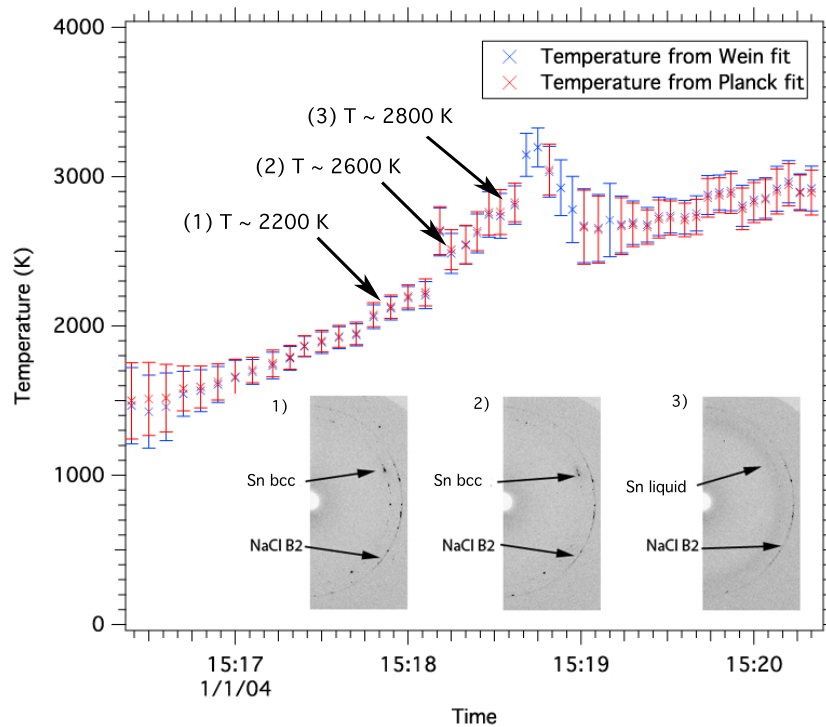 4000
3000
2000
1000
0
Temperature (K)
Temperature from Wein fit
Temperature from Planck fit
(3) T ~ 2800 K
(2) T ~ 2600 K
(1) T ~ 2200 K
1)
2)
3)
Sn bcc
NaCl B2
Sn bcc
NaCl B2
Sn liquid
NaCl B2
15:17
1/1/04
15:18
15:19
15:20
Time